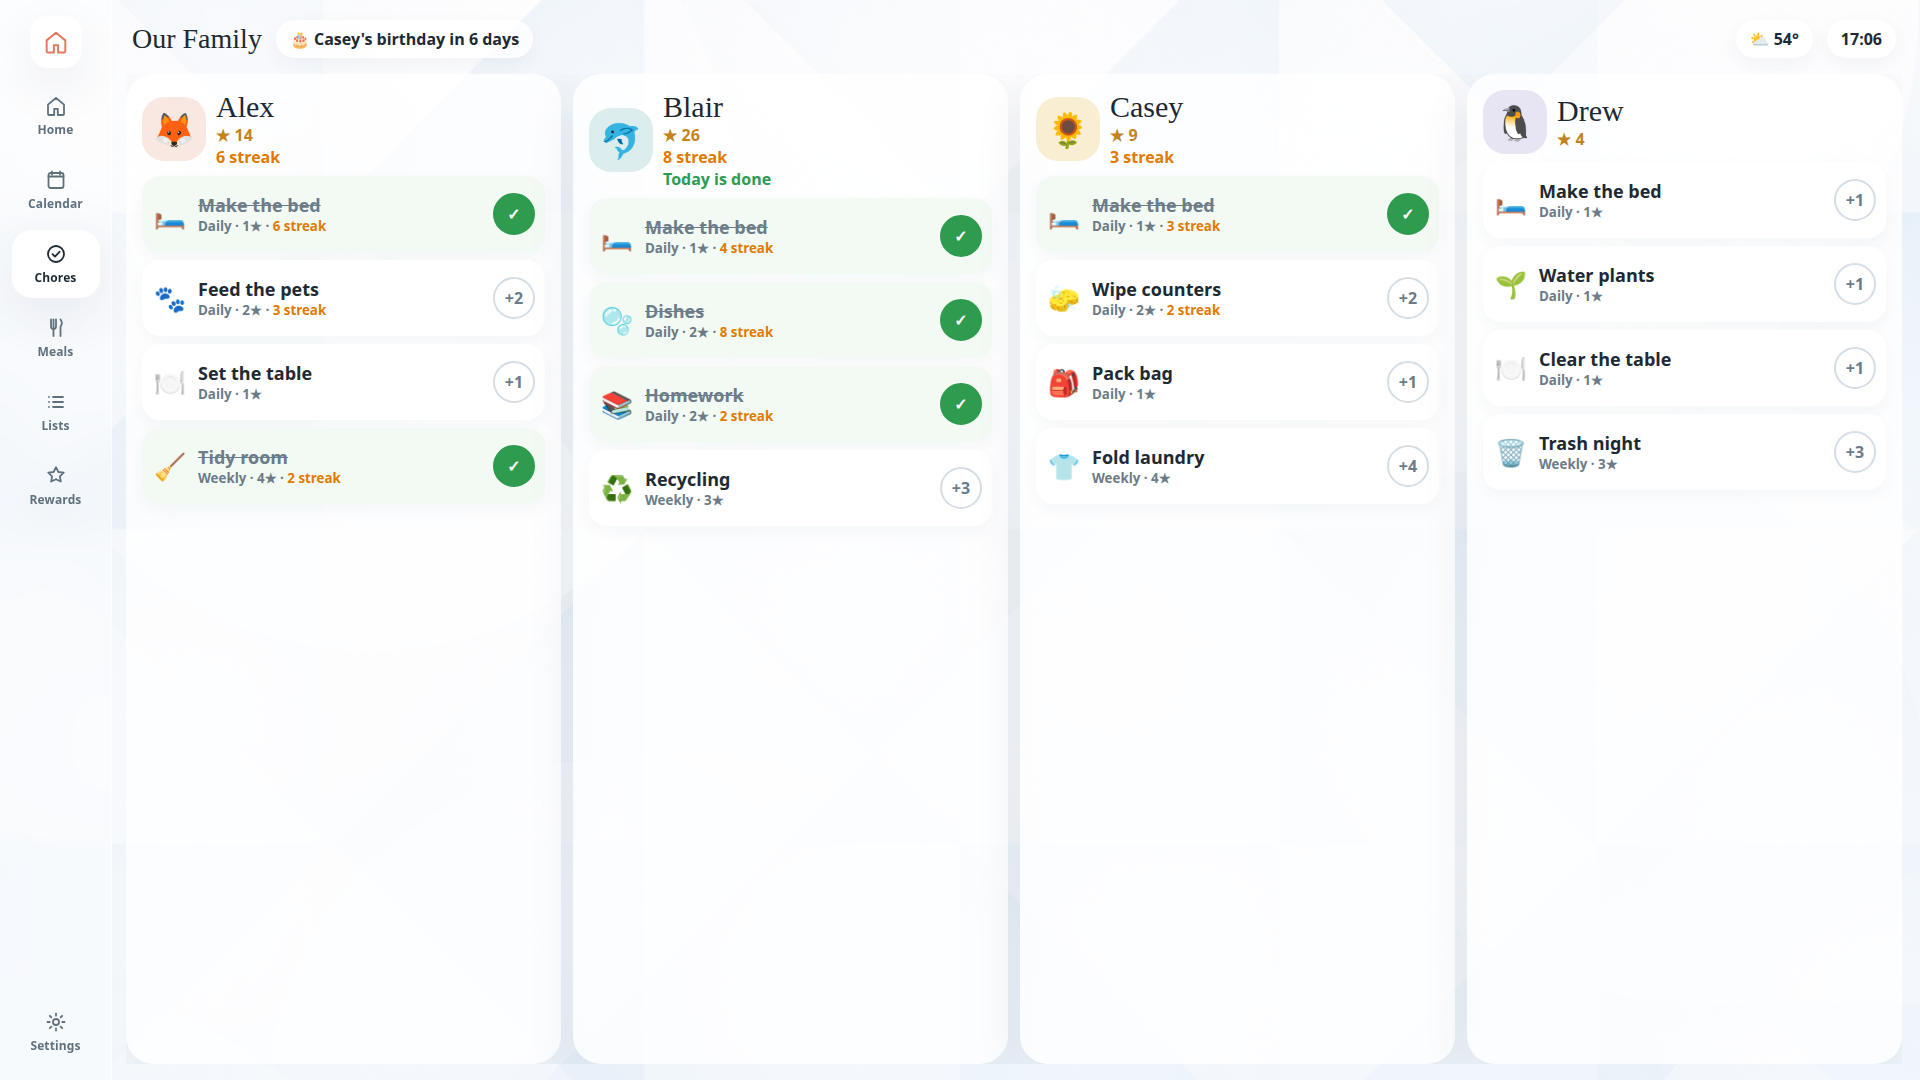 Our Family
🎂 Casey's birthday in 6 days
⛅ 54°
17:06
Home
Calendar
Chores
Meals
Lists
Rewards
Settings
Alex
★ 14
6 streak
Make the bed
Daily · 1★ · 6 streak
✓
Feed the pets
Daily · 2★ · 3 streak
+2
Set the table
Daily · 1★
+1
Tidy room
Weekly · 4★ · 2 streak
✓
Blair
★ 26
8 streak
Today is done
Make the bed
Daily · 1★ · 4 streak
✓
Dishes
Daily · 2★ · 8 streak
✓
Homework
Daily · 2★ · 2 streak
✓
Recycling
Weekly · 3★
+3
Casey
★ 9
3 streak
Make the bed
Daily · 1★ · 3 streak
✓
Wipe counters
Daily · 2★ · 2 streak
+2
Pack bag
Daily · 1★
+1
Fold laundry
Weekly · 4★
+4
Drew
★ 4
Make the bed
Daily · 1★
+1
Water plants
Daily · 1★
+1
Clear the table
Daily · 1★
+1
Trash night
Weekly · 3★
+3